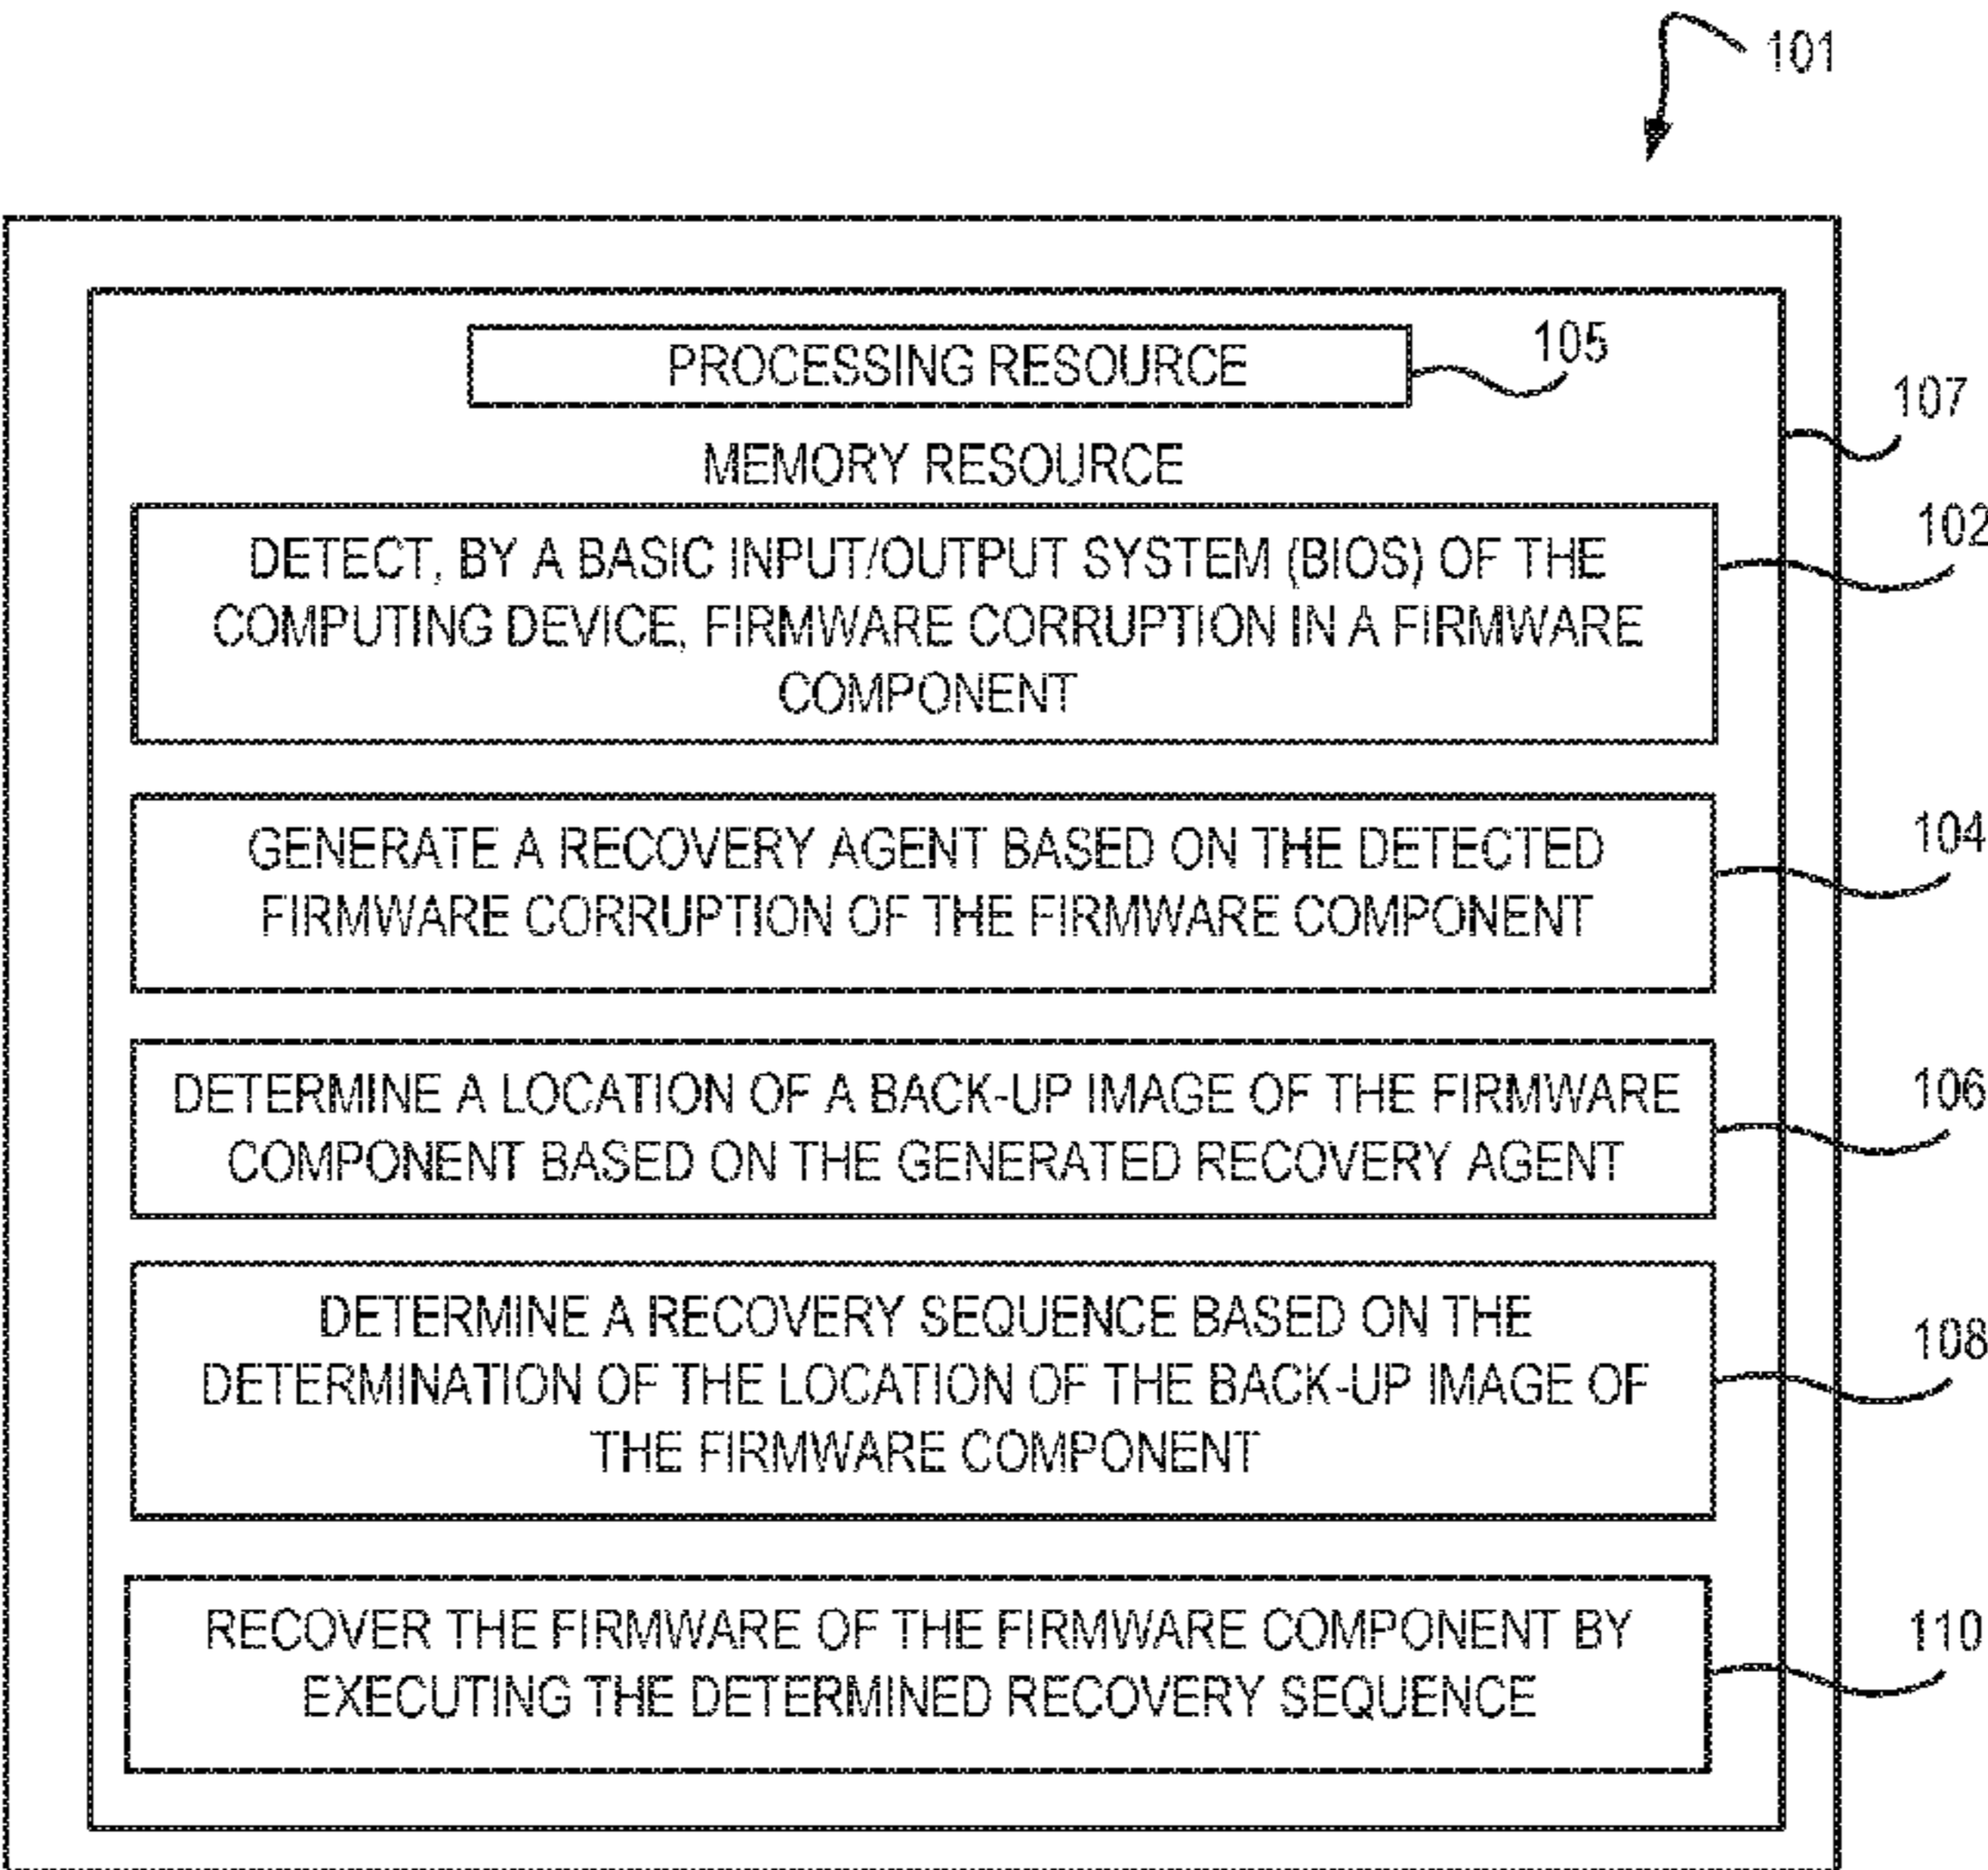 101
PROCESSING RESOURCE
105
107
MEMORY RESOURCE
DETECT, BY A BASIC INPUT/OUTPUT SYSTEM (BIOS) OF THE
COMPUTING DEVICE, FIRMWARE CORRUPTION IN A FIRMWARE
COMPONENT
102
GENERATE A RECOVERY AGENT BASED ON THE DETECTED
FIRMWARE CORRUPTION OF THE FIRMWARE COMPONENT
104
DETERMINE A LOCATION OF A BACK-UP IMAGE OF THE FIRMWARE
COMPONENT BASED ON THE GENERATED RECOVERY AGENT
106
DETERMINE A RECOVERY SEQUENCE BASED ON THE
DETERMINATION OF THE LOCATION OF THE BACK-UP IMAGE OF
THE FIRMWARE COMPONENT
108
RECOVER THE FIRMWARE OF THE FIRMWARE COMPONENT BY
EXECUTING THE DETERMINED RECOVERY SEQUENCE
110